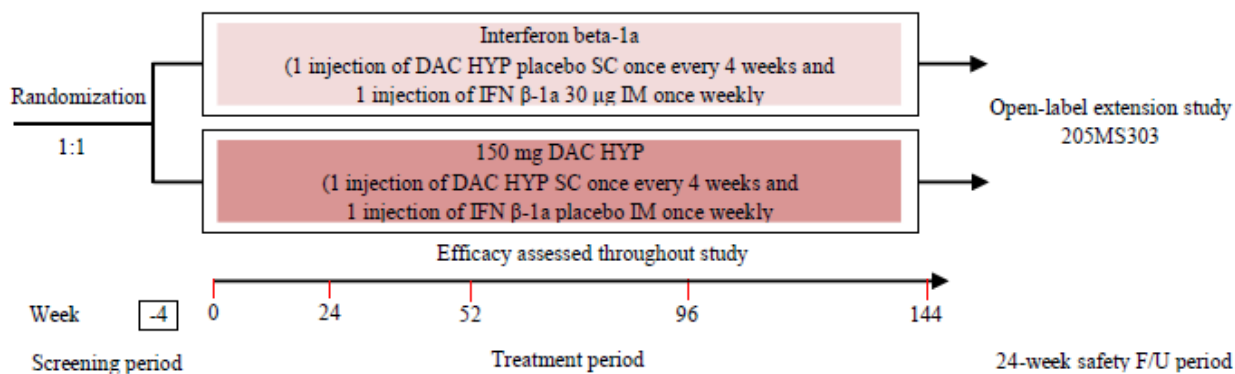 Interferon beta-1a
(1 injection of DAC HYP placebo SC once every 4 weeks and
1 injection of IFN β-1a 30 μg IM once weekly
Randomization
1:1
Open-label extension study
205MS303
150 mg DAC HYP
(1 injection of DAC HYP SC once every 4 weeks and
1 injection of IFN β-1a placebo IM once weekly
Efficacy assessed throughout study
Week -4 0 24 52 96 144
Screening period Treatment period 24-week safety F/U period